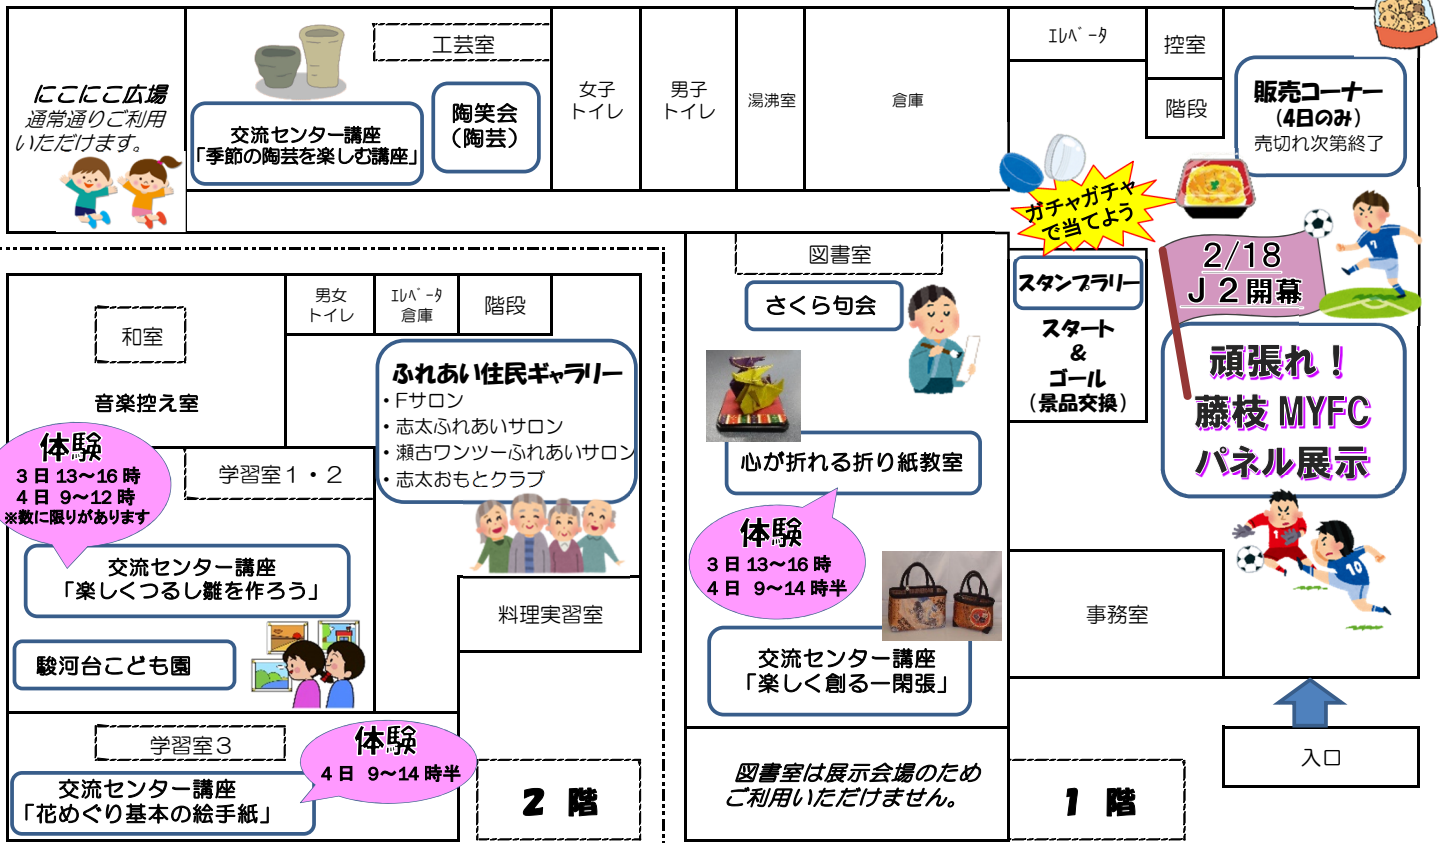 にこにこ広場
通常通りご利用
いただけます。
工芸室
交流センター講座
「季節の陶芸を楽しむ講座」
陶笑会
（陶芸）
女子
トイレ
男子
トイレ
湯沸室
倉庫
ｴﾚﾍﾞｰﾀ
控室
階段
販売コーナー
（4日のみ）
売切れ次第終了
ガチャガチャ
で当てよう
2/18
Ｊ２開幕
スタンプラリー
スタート
&
ゴール
（景品交換）
頑張れ！
藤枝 MYFC
パネル展示
図書室
さくら句会
心が折れる折り紙教室
体験
3日 13～16 時
4日 9～14 時半
交流センター講座
「楽しく創る一閑張」
図書室は展示会場のため
ご利用いただけません。
事務室
入口
1 階
和室
音楽控え室
男女
トイレ
ｴﾚﾍﾞｰﾀ
倉庫
階段
ふれあい住民ギャラリー
・Fサロン
・志太ふれあいサロン
・瀬古ワンツーふれあいサロン
・志太おもとクラブ
体験
3日 13～16 時
4日 9～12 時
※数に限りがあります
学習室１・２
交流センター講座
「楽しくつるし雛を作ろう」
駿河台こども園
料理実習室
学習室３
体験
4日 9～14 時半
交流センター講座
「花めぐり基本の絵手紙」
2 階